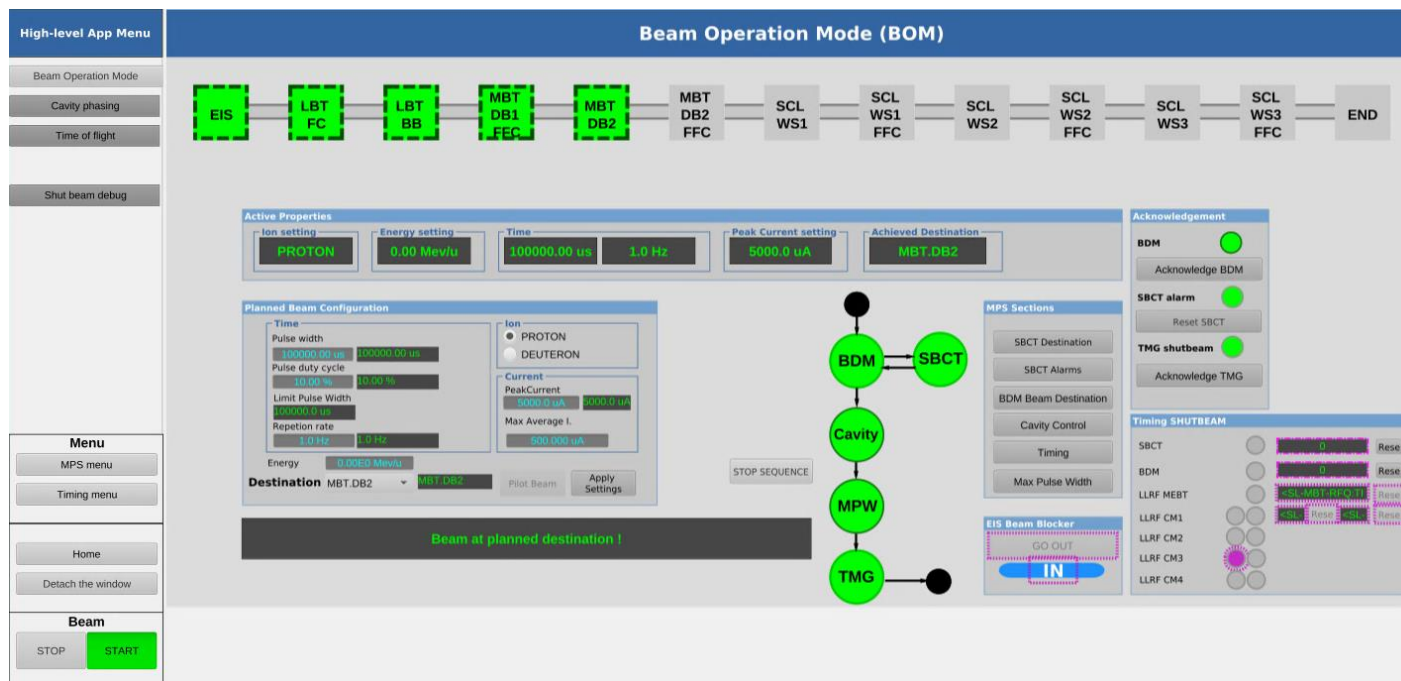 High-level App Menu
Beam Operation Mode (BOM)
Beam Operation Mode
Cavity phasing
Time of flight
Shut beam debug
EIS
LBT
FC
LBT
BB
MBT
DB1
FFC
MBT
DB2
MBT
DB2
FFC
SCL
WS1
SCL
WS1
FFC
SCL
WS2
SCL
WS2
FFC
SCL
WS3
SCL
WS3
FFC
END
Active Properties
Ion setting
PROTON
Energy setting
0.00 Mev/u
Time
100000.00 us
1.0 Hz
Peak Current setting
5000.0 uA
Achieved Destination
MBT.DB2
Acknowledgement
BDM
Acknowledge BDM
SBCT alarm
Reset SBCT
TMG shutbeam
Acknowledge TMG
Planned Beam Configuration
Time
Pulse width
100000.00 us 100000.00 us
Pulse duty cycle
10.00 % 10.00 %
Limit Pulse Width
100000.0 us
Repetion rate
1.0 Hz 1.0 Hz
Ion
PROTON
DEUTERON
Current
PeakCurrent
5000.0 uA 5000.0 uA
Max Average I.
500.000 uA
Energy 0.00E0 Mev/u
Destination MBT.DB2 MBT.DB2 Pilot Beam
Apply
Settings
Beam at planned destination !
STOP SEQUENCE
BDM
SBCT
Cavity
MPW
TMG
MPS Sections
SBCT Destination
SBCT Alarms
BDM Beam Destination
Cavity Control
Timing
Max Pulse Width
EIS Beam Blocker
GO OUT
IN
Timing SHUTBEAM
SBCT 0 Rese
BDM 0 Rese
LLRF MEBT <SL-MBT-RFQ:TI Rese
LLRF CM1 <SL- Rese <SL- Rese
LLRF CM2
LLRF CM3
LLRF CM4
Menu
MPS menu
Timing menu
Home
Detach the window
Beam
STOP START